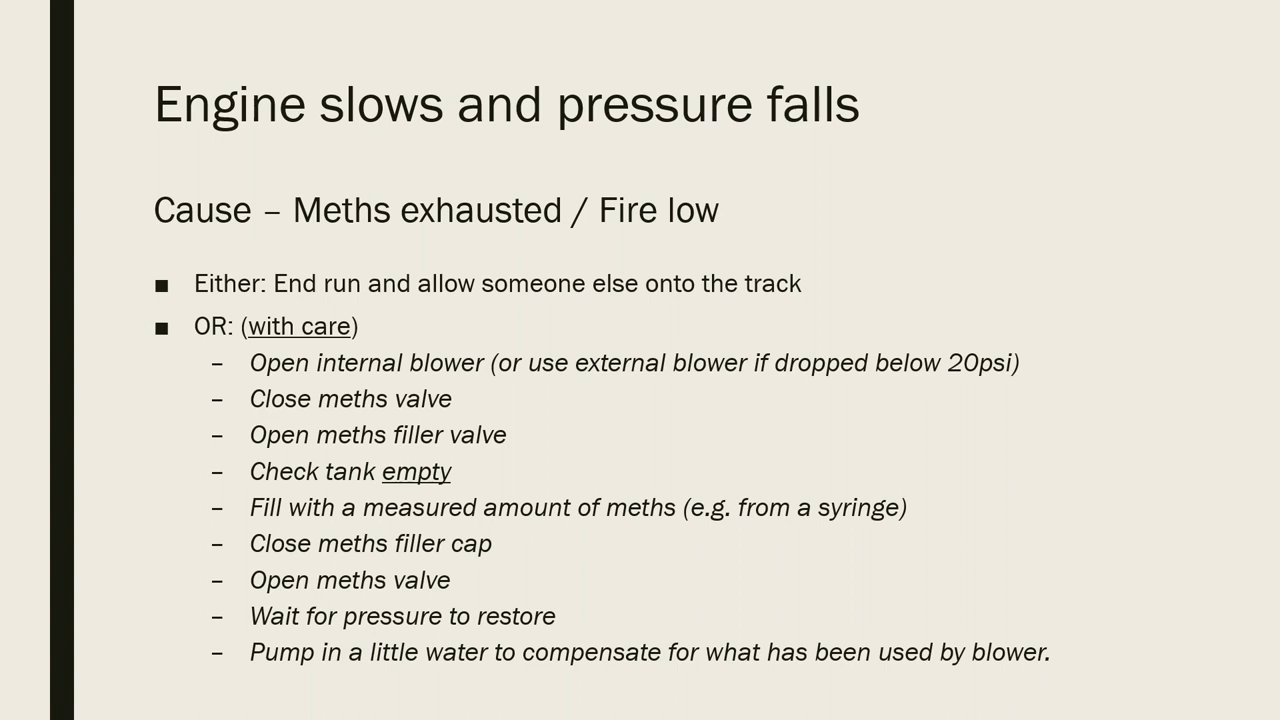 Engine slows and pressure falls
Cause – Meths exhausted / Fire low
■ Either: End run and allow someone else onto the track
■ OR: (with care)
– Open internal blower (or use external blower if dropped below 20psi)
– Close meths valve
– Open meths filler valve
– Check tank empty
– Fill with a measured amount of meths (e.g. from a syringe)
– Close meths filler cap
– Open meths valve
– Wait for pressure to restore
– Pump in a little water to compensate for what has been used by blower.